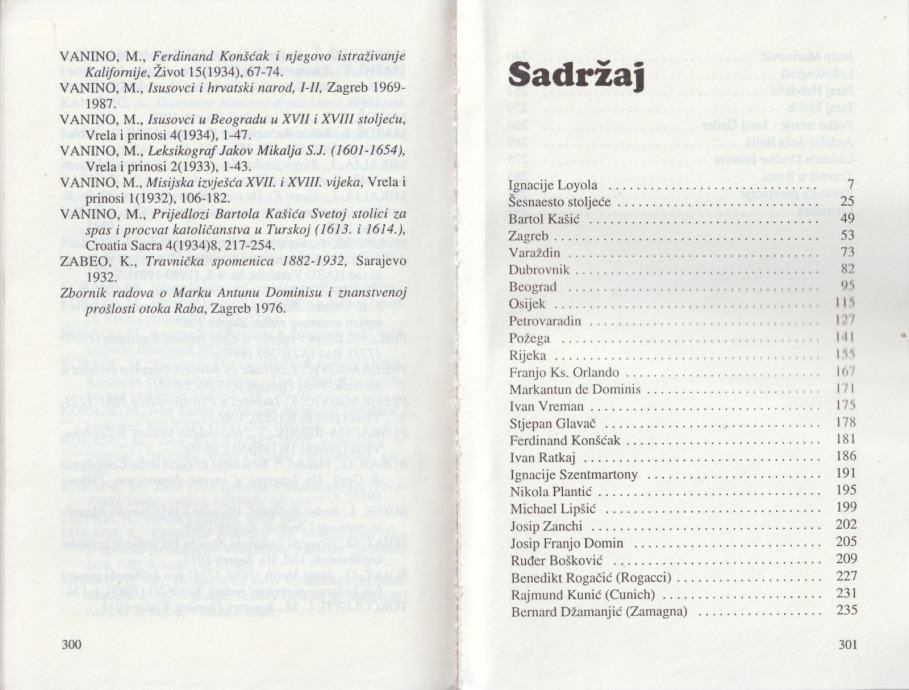 VANINO, M., Ferdinand Konšćak i njegovo istraživanje
Kalifornije, Život 15(1934), 67-74.
VANINO, M., Isusovci i hrvatski narod, I-II, Zagreb 1969-
1987.
VANINO, M., Isusovci u Beogradu u XVII i XVIII stoljeću,
Vrela i prinosi 4(1934), 1-47.
VANINO, M., Leksikograf Jakov Mikalja S.J. (1601-1654),
Vrela i prinosi 2(1933), 1-43.
VANINO, M., Misijska izvješća XVII. i XVIII. vijeka, Vrela i
prinosi 1(1932), 106-182.
VANINO, M., Prijedlozi Bartola Kašića Svetoj stolici za
spas i procvat katoličanstva u Turskoj (1613. i 1614.),
Croatia Sacra 4(1934)8, 217-254.
ZABEO, K., Travnička spomenica 1882-1932, Sarajevo
1932.
Zbornik radova o Marku Antunu Dominisu i znanstvenoj
prošlosti otoka Raba, Zagreb 1976.
300
Sadržaj
Ignacije Loyola . . . . . . . . . . . . . . . . . . . . 7
Šesnaesto stoljeće . . . . . . . . . . . . . . . . . . . . 25
Bartol Kašić . . . . . . . . . . . . . . . . . . . . 49
Zagreb . . . . . . . . . . . . . . . . . . . . 53
Varaždin . . . . . . . . . . . . . . . . . . . . 73
Dubrovnik . . . . . . . . . . . . . . . . . . . . 82
Beograd . . . . . . . . . . . . . . . . . . . . 95
Osijek . . . . . . . . . . . . . . . . . . . . 115
Petrovaradin . . . . . . . . . . . . . . . . . . . . 127
Požega . . . . . . . . . . . . . . . . . . . . 141
Rijeka . . . . . . . . . . . . . . . . . . . . 155
Franjo Ks. Orlando . . . . . . . . . . . . . . . . . . . . 167
Markantun de Dominis . . . . . . . . . . . . . . . . . . . . 171
Ivan Vreman . . . . . . . . . . . . . . . . . . . . 175
Stjepan Glavač . . . . . . . . . . . . . . . . . . . . 178
Ferdinand Konšćak . . . . . . . . . . . . . . . . . . . . 181
Ivan Ratkaj . . . . . . . . . . . . . . . . . . . . 186
Ignacije Szentmartony . . . . . . . . . . . . . . . . . . . . 191
Nikola Plantić . . . . . . . . . . . . . . . . . . . . 195
Michael Lipšić . . . . . . . . . . . . . . . . . . . . 199
Josip Zanchi . . . . . . . . . . . . . . . . . . . . 202
Josip Franjo Domin . . . . . . . . . . . . . . . . . . . . 205
Ruđer Bošković . . . . . . . . . . . . . . . . . . . . 209
Benedikt Rogačić (Rogacci) . . . . . . . . . . . . . . . . . . . . 227
Rajmund Kunić (Cunich) . . . . . . . . . . . . . . . . . . . . 231
Bernard Džamanjić (Zamagna) . . . . . . . . . . . . . . . . . . 235
301